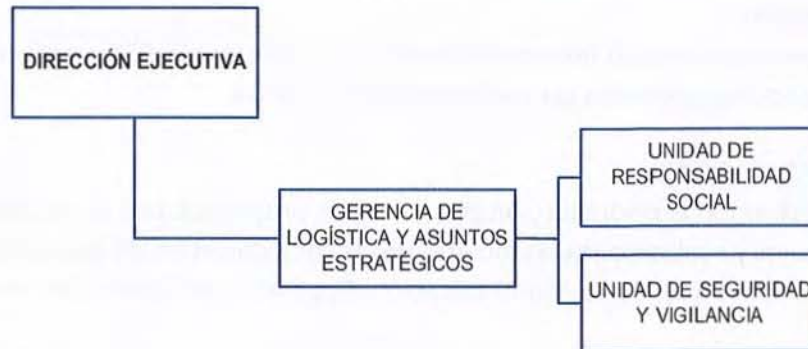 DIRECCIÓN EJECUTIVA
GERENCIA DE
LOGÍSTICA Y ASUNTOS
ESTRATÉGICOS
UNIDAD DE
RESPONSABILIDAD
SOCIAL
UNIDAD DE SEGURIDAD
Y VIGILANCIA